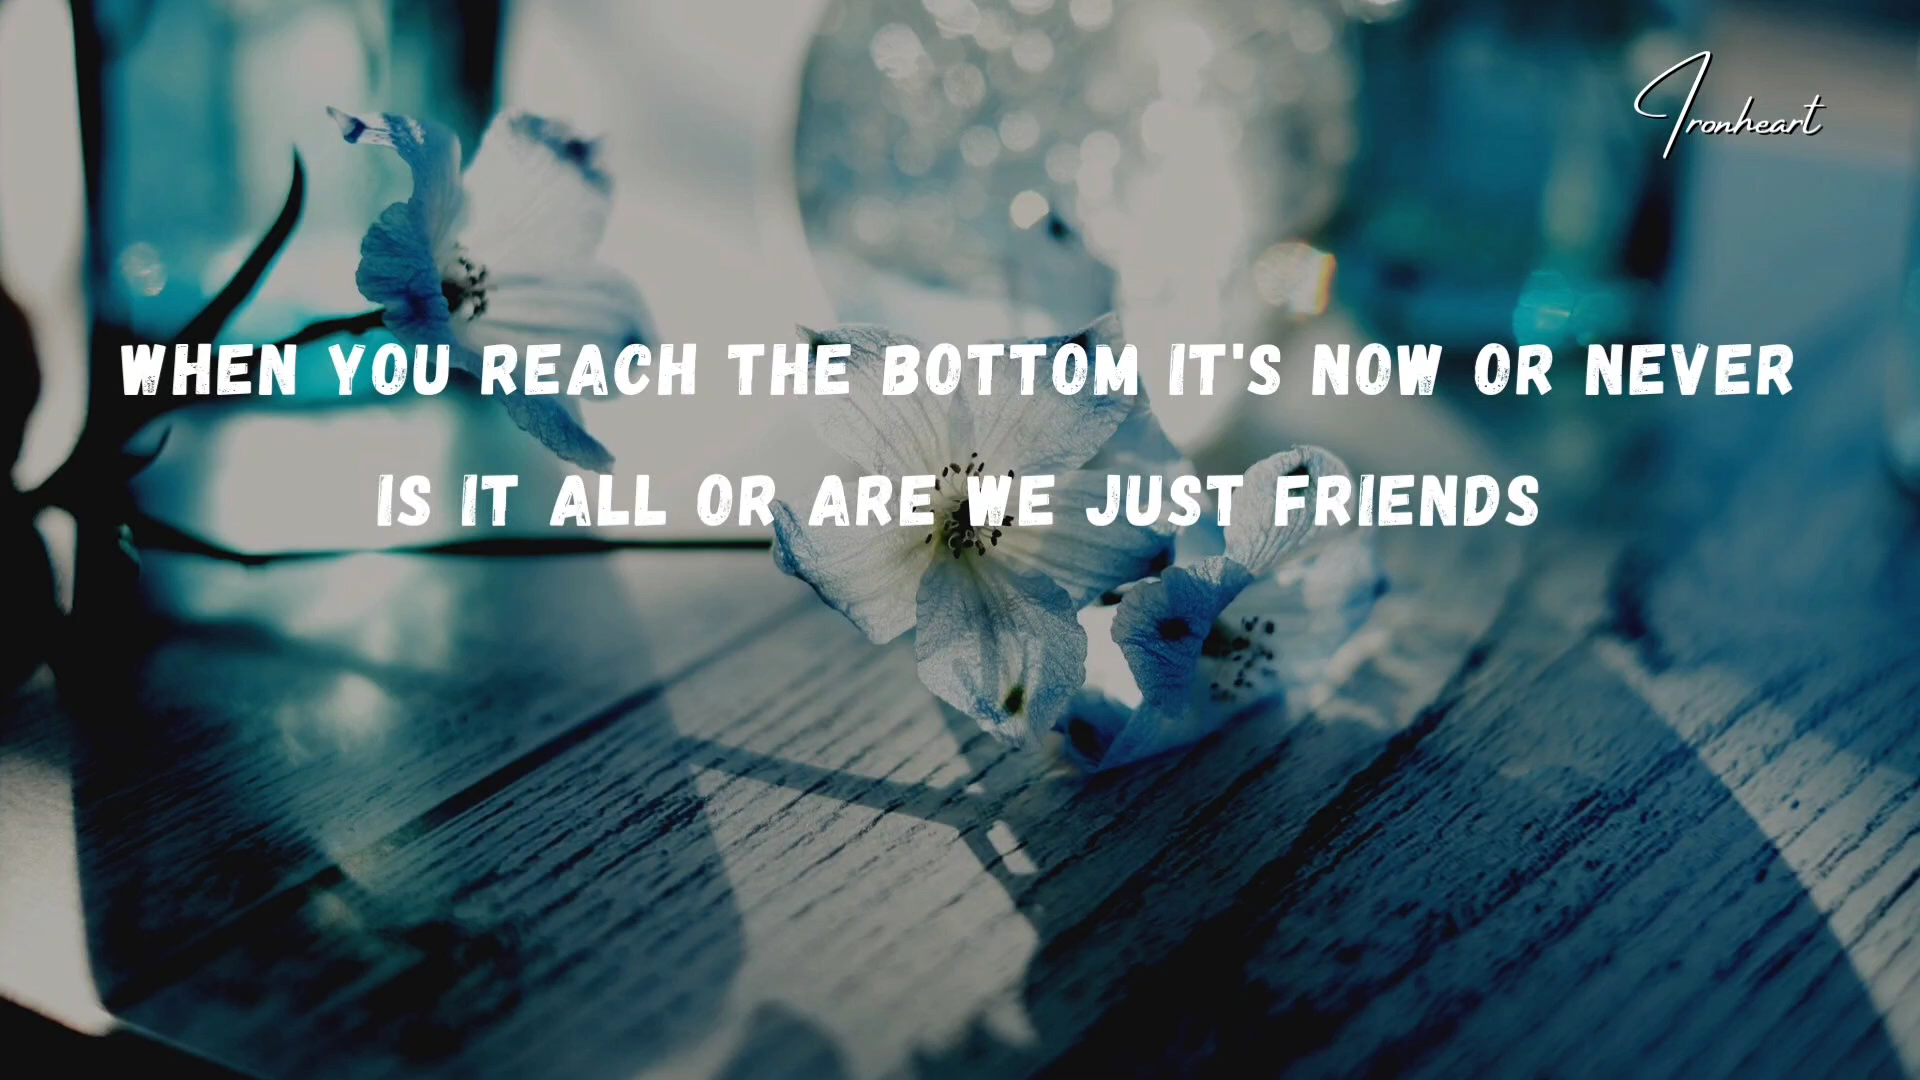 Ironheart
WHEN YOU REACH THE BOTTOM IT'S NOW OR NEVER
IS IT ALL OR ARE WE JUST FRIENDS